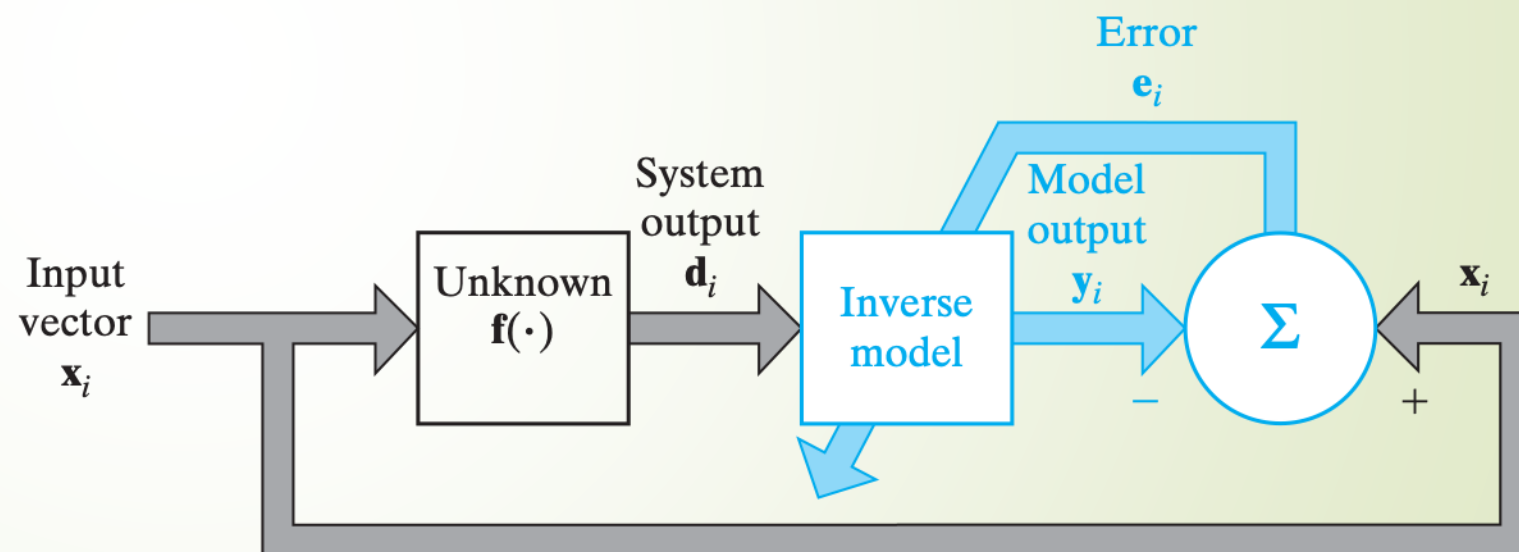 Error
e_i
System
output
d_i
Model
output
y_i
Input
vector
x_i
Unknown
f(·)
Inverse
model
Σ
x_i
−
+